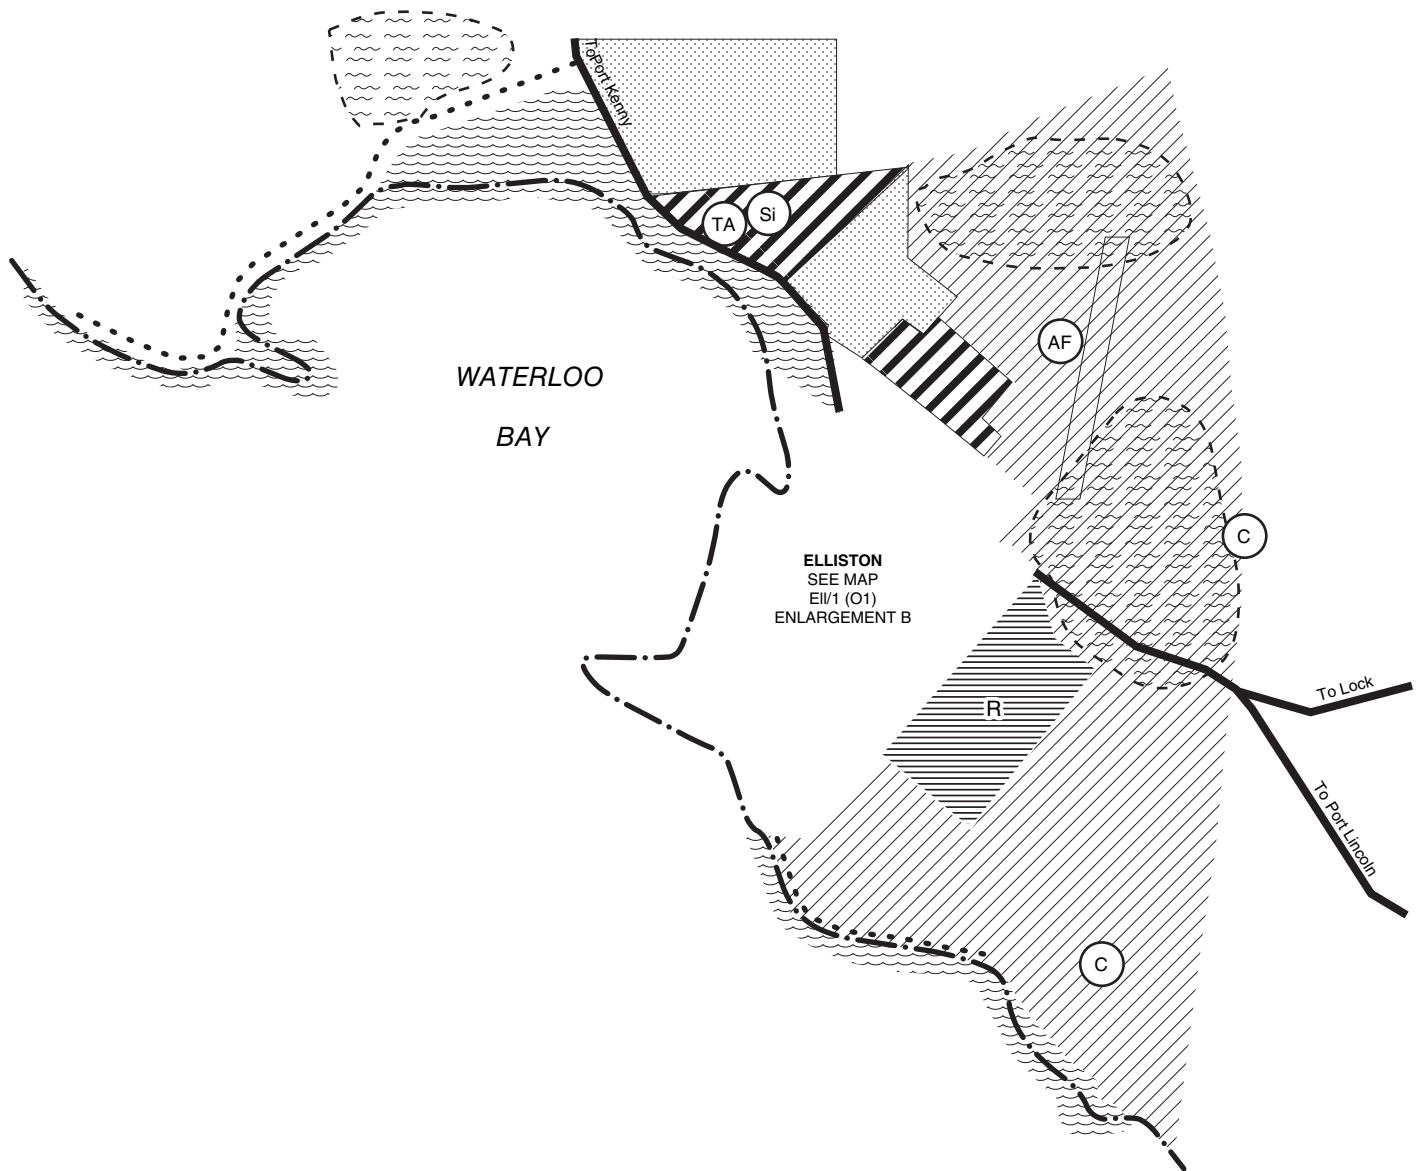 To Port Kenny
TA
Si
AF
WATERLOO
BAY
C
ELLISTON
SEE MAP
Ell/1 (O1)
ENLARGEMENT B
To Lock
R
To Port Lincoln
C